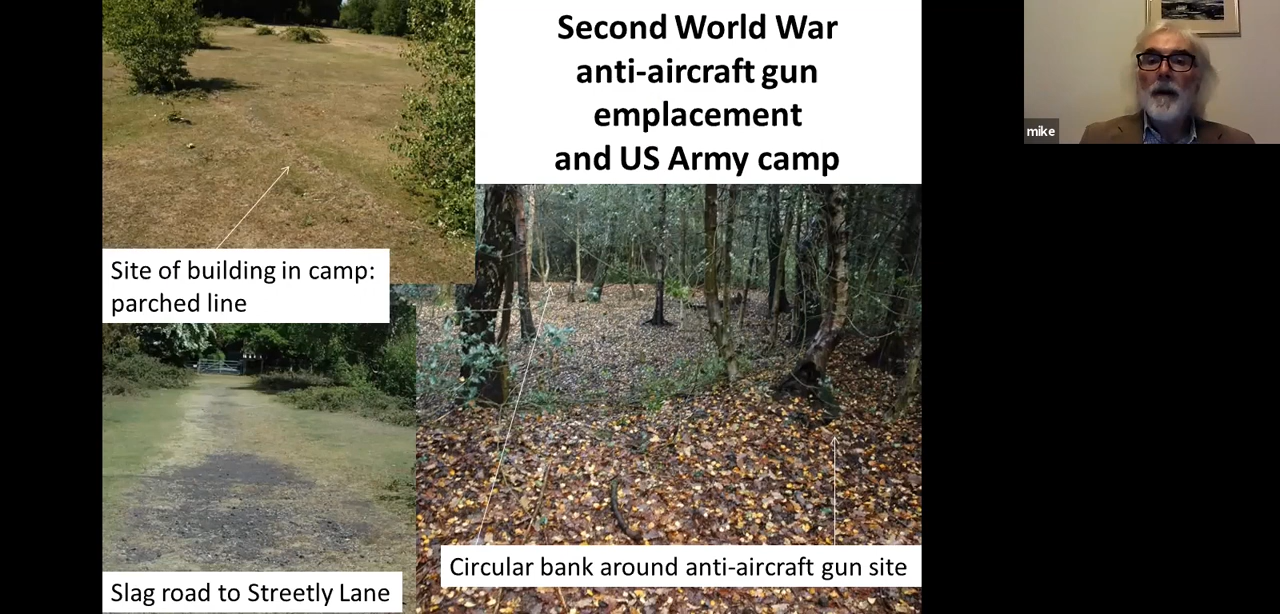 Second World War
anti-aircraft gun
emplacement
and US Army camp
mike
Site of building in camp:
parched line
Circular bank around anti-aircraft gun site
Slag road to Streetly Lane